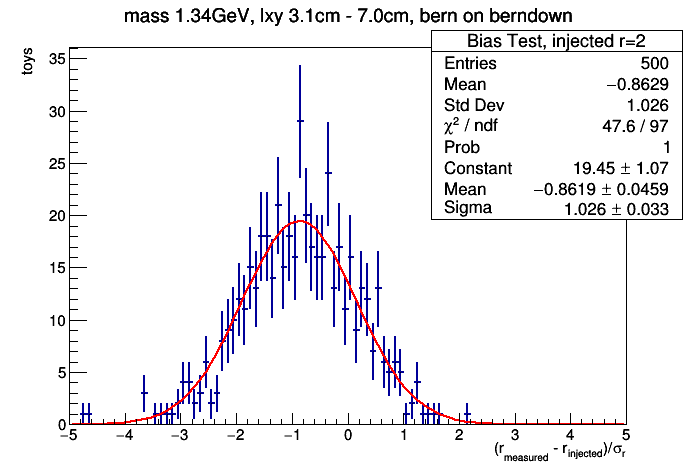 mass 1.34GeV, lxy 3.1cm - 7.0cm, bern on berndown
Bias Test, injected r=2
Entries 500
Mean −0.8629
Std Dev 1.026
χ² / ndf 47.6 / 97
Prob 1
Constant 19.45 ± 1.07
Mean −0.8619 ± 0.0459
Sigma 1.026 ± 0.033
toys
35
30
25
20
15
10
5
0
−5 −4 −3 −2 −1 0 1 2 3 4 5
(r_measured - r_injected)/σ_r